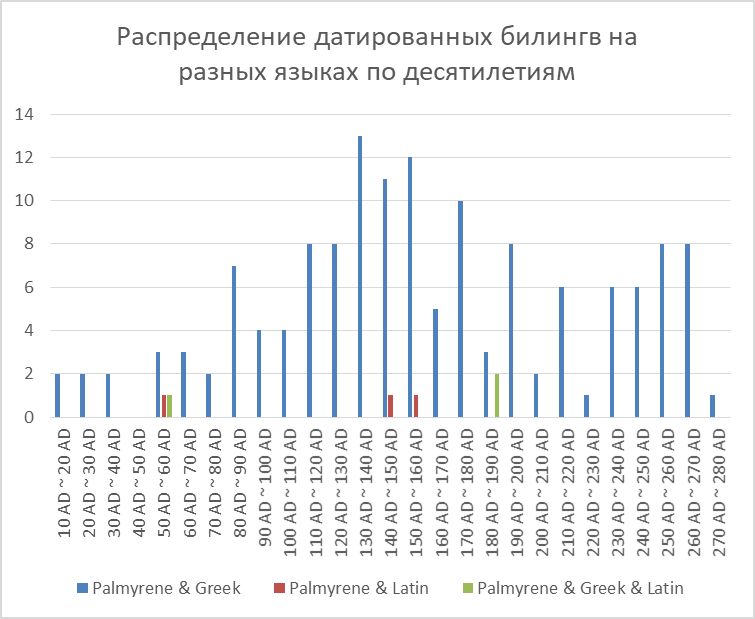 Распределение датированных билингв на
разных языках по десятилетиям
14
12
10
8
6
4
2
0
10 AD ~ 20 AD
20 AD ~ 30 AD
30 AD ~ 40 AD
40 AD ~ 50 AD
50 AD ~ 60 AD
60 AD ~ 70 AD
70 AD ~ 80 AD
80 AD ~ 90 AD
90 AD ~ 100 AD
100 AD ~ 110 AD
110 AD ~ 120 AD
120 AD ~ 130 AD
130 AD ~ 140 AD
140 AD ~ 150 AD
150 AD ~ 160 AD
160 AD ~ 170 AD
170 AD ~ 180 AD
180 AD ~ 190 AD
190 AD ~ 200 AD
200 AD ~ 210 AD
210 AD ~ 220 AD
220 AD ~ 230 AD
230 AD ~ 240 AD
240 AD ~ 250 AD
250 AD ~ 260 AD
260 AD ~ 270 AD
270 AD ~ 280 AD
Palmyrene & Greek
Palmyrene & Latin
Palmyrene & Greek & Latin